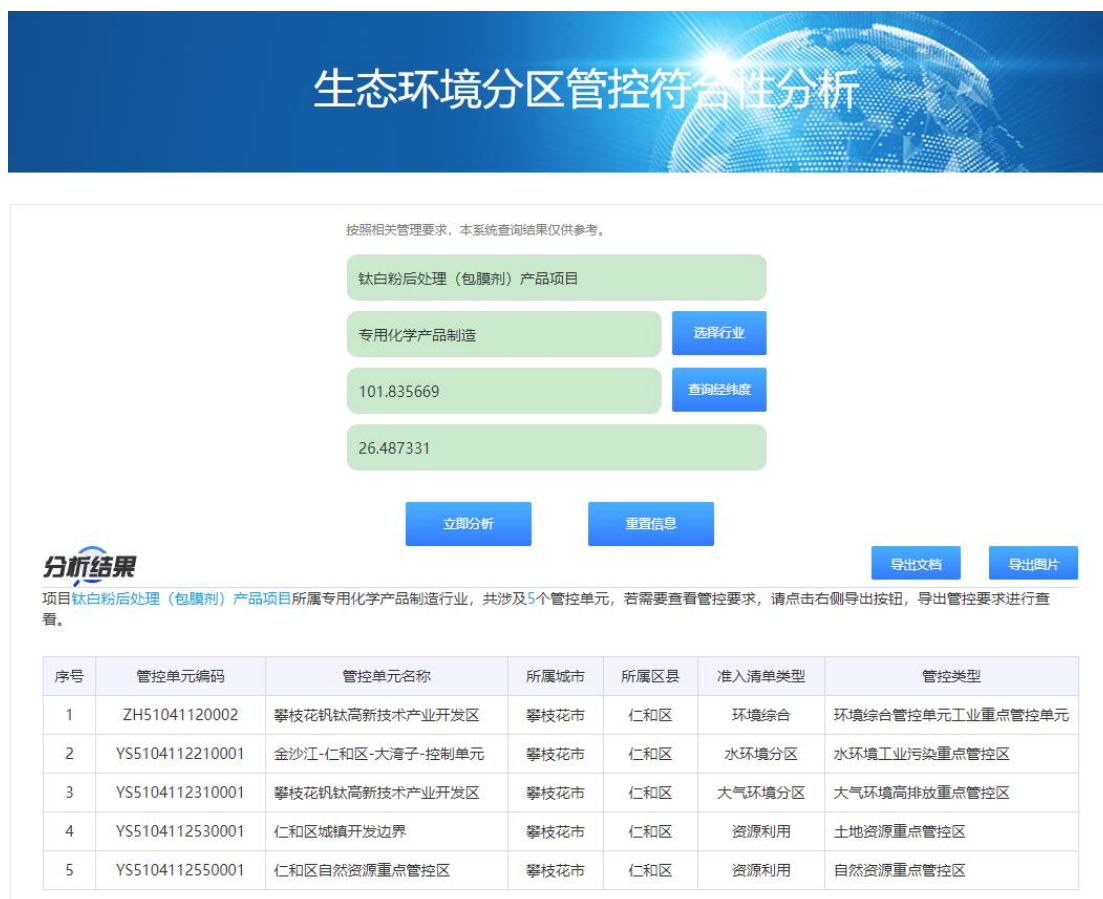 生态环境分区管控符合性分析
按照相关管理要求，本系统查询结果仅供参考。
钛白粉后处理（包膜剂）产品项目
专用化学产品制造 选择行业
101.835669 查询经纬度
26.487331
立即分析 重置信息
分析结果 导出文档 导出图片
项目钛白粉后处理（包膜剂）产品项目所属专用化学产品制造行业，共涉及5个管控单元，若需要查看管控要求，请点击右侧导出按钮，导出管控要求进行查
看。
序号 管控单元编码 管控单元名称 所属城市 所属区县 准入清单类型 管控类型
1 ZH51041120002 攀枝花钒钛高新技术产业开发区 攀枝花市 仁和区 环境综合 环境综合管控单元工业重点管控单元
2 YS5104112210001 金沙江-仁和区-大湾子-控制单元 攀枝花市 仁和区 水环境分区 水环境工业污染重点管控区
3 YS5104112310001 攀枝花钒钛高新技术产业开发区 攀枝花市 仁和区 大气环境分区 大气环境高排放重点管控区
4 YS5104112530001 仁和区城镇开发边界 攀枝花市 仁和区 资源利用 土地资源重点管控区
5 YS5104112550001 仁和区自然资源重点管控区 攀枝花市 仁和区 资源利用 自然资源重点管控区